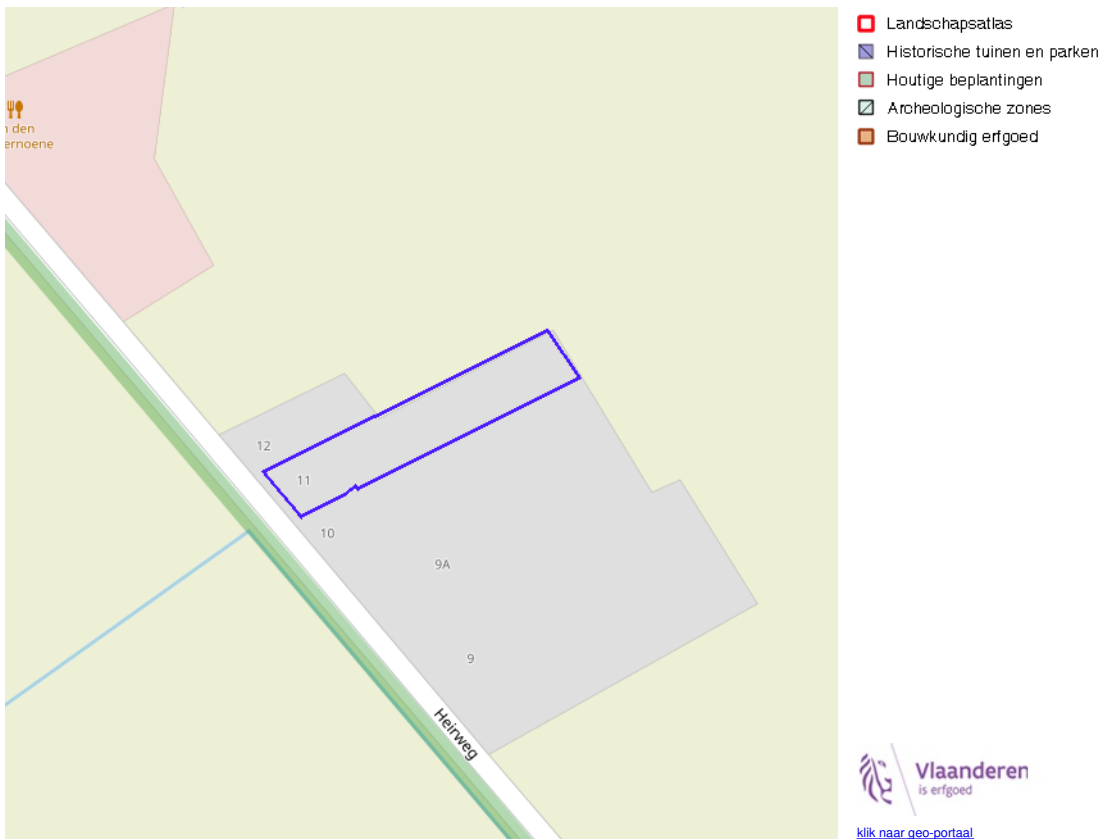 Landschapsatlas
Historische tuinen en parken
Houtige beplantingen
Archeologische zones
Bouwkundig erfgoed
n den
ernoene
12
11
10
9A
9
Heirweg
Vlaanderen
is erfgoed
klik naar geo-portaal